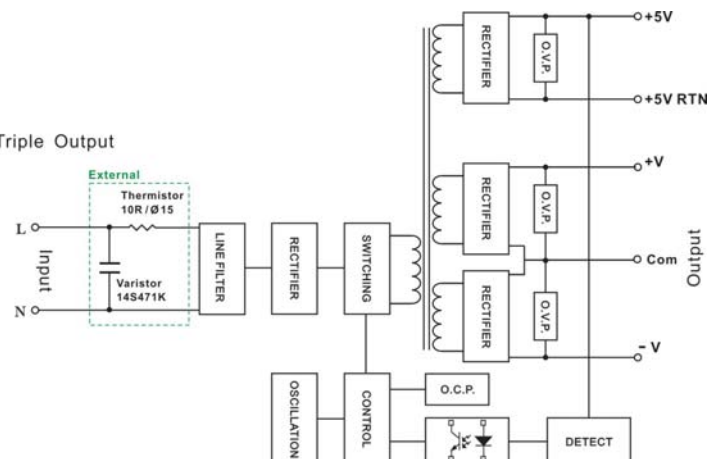 Triple Output
External
Thermistor
10R/Ø15
Varistor
14S471K
L
N
Input
LINE FILTER
RECTIFIER
SWITCHING
RECTIFIER
O.V.P.
+5V
+5V RTN
RECTIFIER
O.V.P.
+V
Com
RECTIFIER
O.V.P.
- V
Output
OSCILLATION
CONTROL
O.C.P.
DETECT